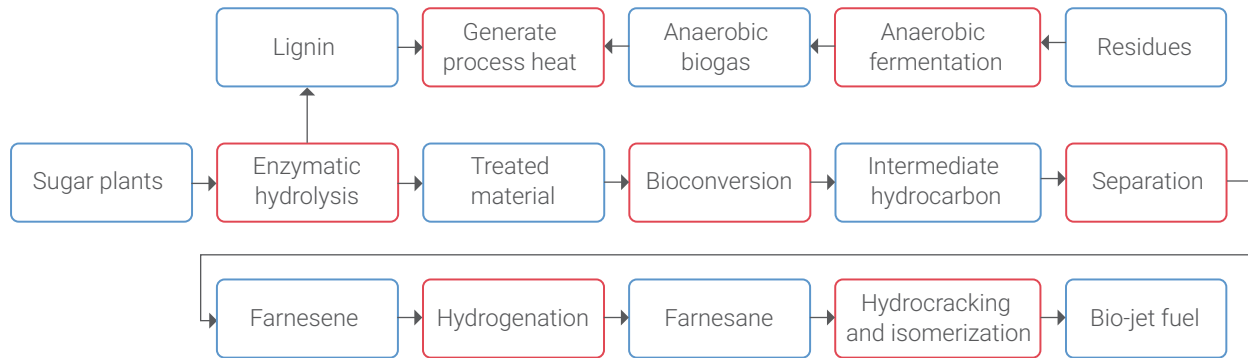 Lignin
Generate
process heat
Anaerobic
biogas
Anaerobic
fermentation
Residues
Sugar plants
Enzymatic
hydrolysis
Treated
material
Bioconversion
Intermediate
hydrocarbon
Separation
Farnesene
Hydrogenation
Farnesane
Hydrocracking
and isomerization
Bio-jet fuel